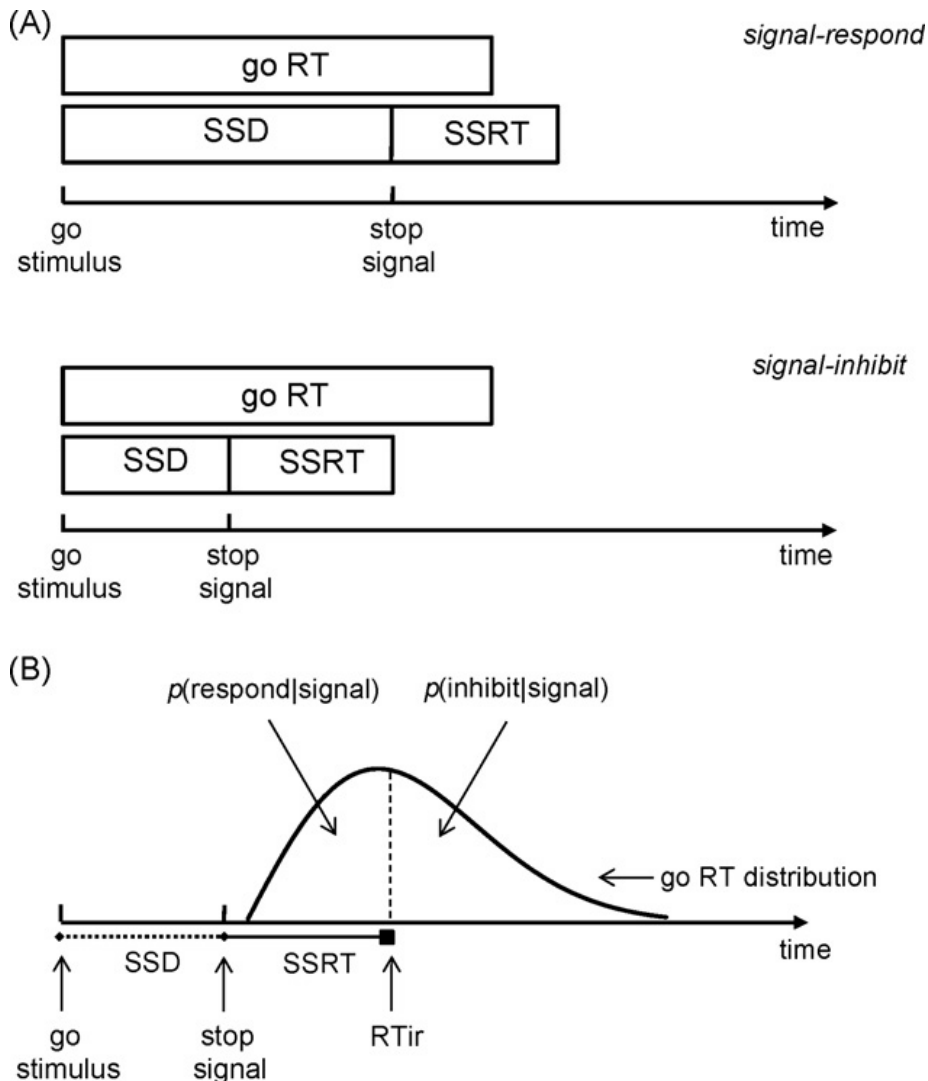 (A)
signal-respond
go RT
SSD
SSRT
go
stimulus
stop
signal
time
signal-inhibit
go RT
SSD
SSRT
go
stimulus
stop
signal
time
(B)
p(respond|signal)
p(inhibit|signal)
go RT distribution
time
SSD
SSRT
go
stimulus
stop
signal
RTir